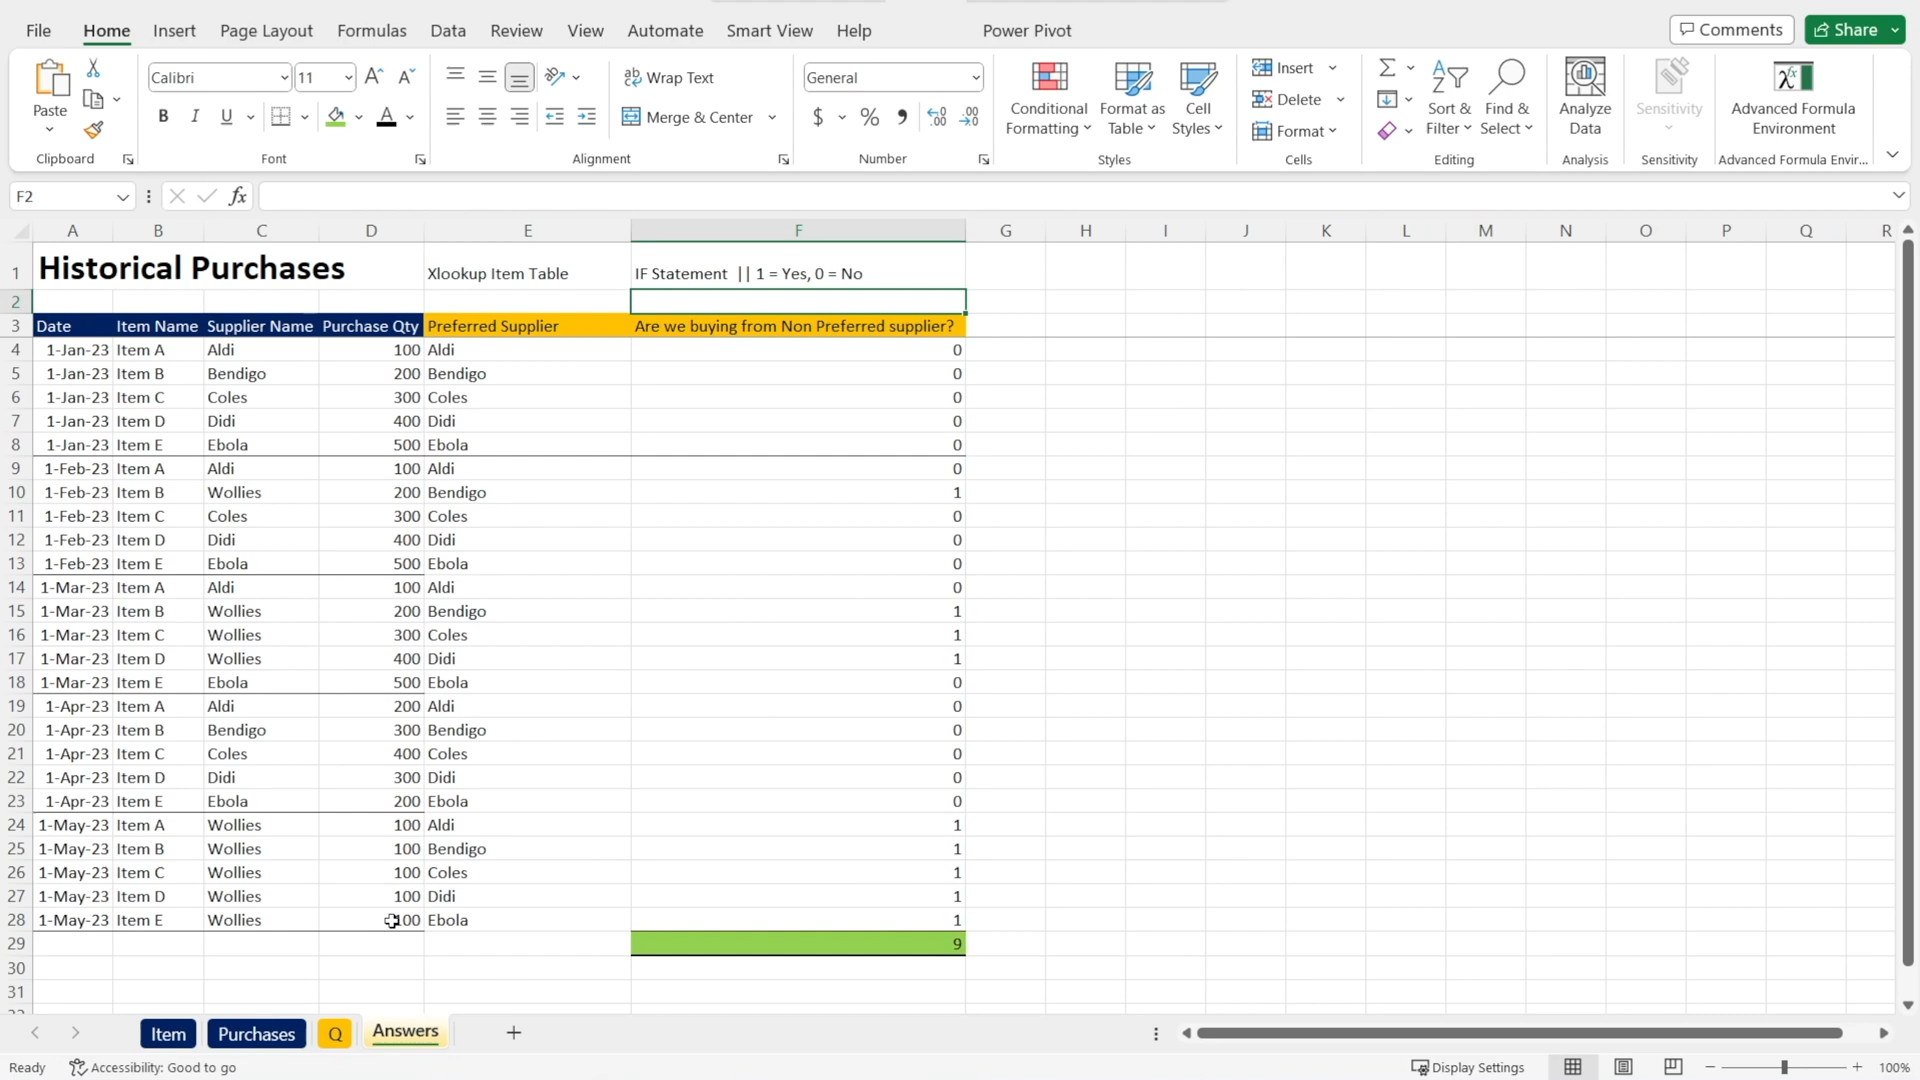 File Home Insert Page Layout Formulas Data Review View Automate Smart View Help Power Pivot Comments Share
Calibri 11 Wrap Text General Insert
Paste Conditional Formatting Format as Table Cell Styles Delete Sort & Filter Find & Select Analyze Data Sensitivity Advanced Formula Environment
B I U A Merge & Center $ % Format
Clipboard Font Alignment Number Styles Cells Editing Analysis Sensitivity Advanced Formula Envir...
F2 fx
A B C D E F G H I J K L M N O P Q R
1 Historical Purchases Xlookup Item Table IF Statement || 1 = Yes, 0 = No
2
3 Date Item Name Supplier Name Purchase Qty Preferred Supplier Are we buying from Non Preferred supplier?
4 1-Jan-23 Item A Aldi 100 Aldi 0
5 1-Jan-23 Item B Bendigo 200 Bendigo 0
6 1-Jan-23 Item C Coles 300 Coles 0
7 1-Jan-23 Item D Didi 400 Didi 0
8 1-Jan-23 Item E Ebola 500 Ebola 0
9 1-Feb-23 Item A Aldi 100 Aldi 0
10 1-Feb-23 Item B Wollies 200 Bendigo 1
11 1-Feb-23 Item C Coles 300 Coles 0
12 1-Feb-23 Item D Didi 400 Didi 0
13 1-Feb-23 Item E Ebola 500 Ebola 0
14 1-Mar-23 Item A Aldi 100 Aldi 0
15 1-Mar-23 Item B Wollies 200 Bendigo 1
16 1-Mar-23 Item C Wollies 300 Coles 1
17 1-Mar-23 Item D Wollies 400 Didi 1
18 1-Mar-23 Item E Ebola 500 Ebola 0
19 1-Apr-23 Item A Aldi 200 Aldi 0
20 1-Apr-23 Item B Bendigo 300 Bendigo 0
21 1-Apr-23 Item C Coles 400 Coles 0
22 1-Apr-23 Item D Didi 300 Didi 0
23 1-Apr-23 Item E Ebola 200 Ebola 0
24 1-May-23 Item A Wollies 100 Aldi 1
25 1-May-23 Item B Wollies 100 Bendigo 1
26 1-May-23 Item C Wollies 100 Coles 1
27 1-May-23 Item D Wollies 100 Didi 1
28 1-May-23 Item E Wollies 100 Ebola 1
29 9
30
31
Item Purchases Q Answers
Ready Accessibility: Good to go Display Settings 100%